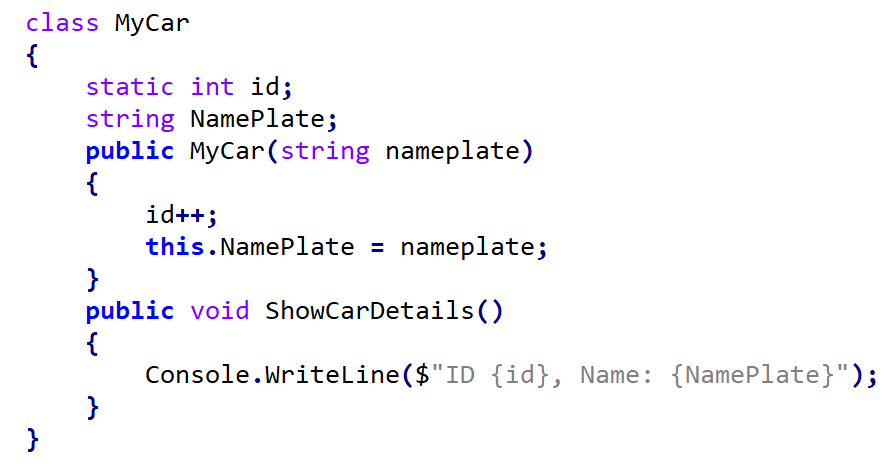 class MyCar
{
    static int id;
    string NamePlate;
    public MyCar(string nameplate)
    {
        id++;
        this.NamePlate = nameplate;
    }
    public void ShowCarDetails()
    {
        Console.WriteLine($"ID {id}, Name: {NamePlate}");
    }
}